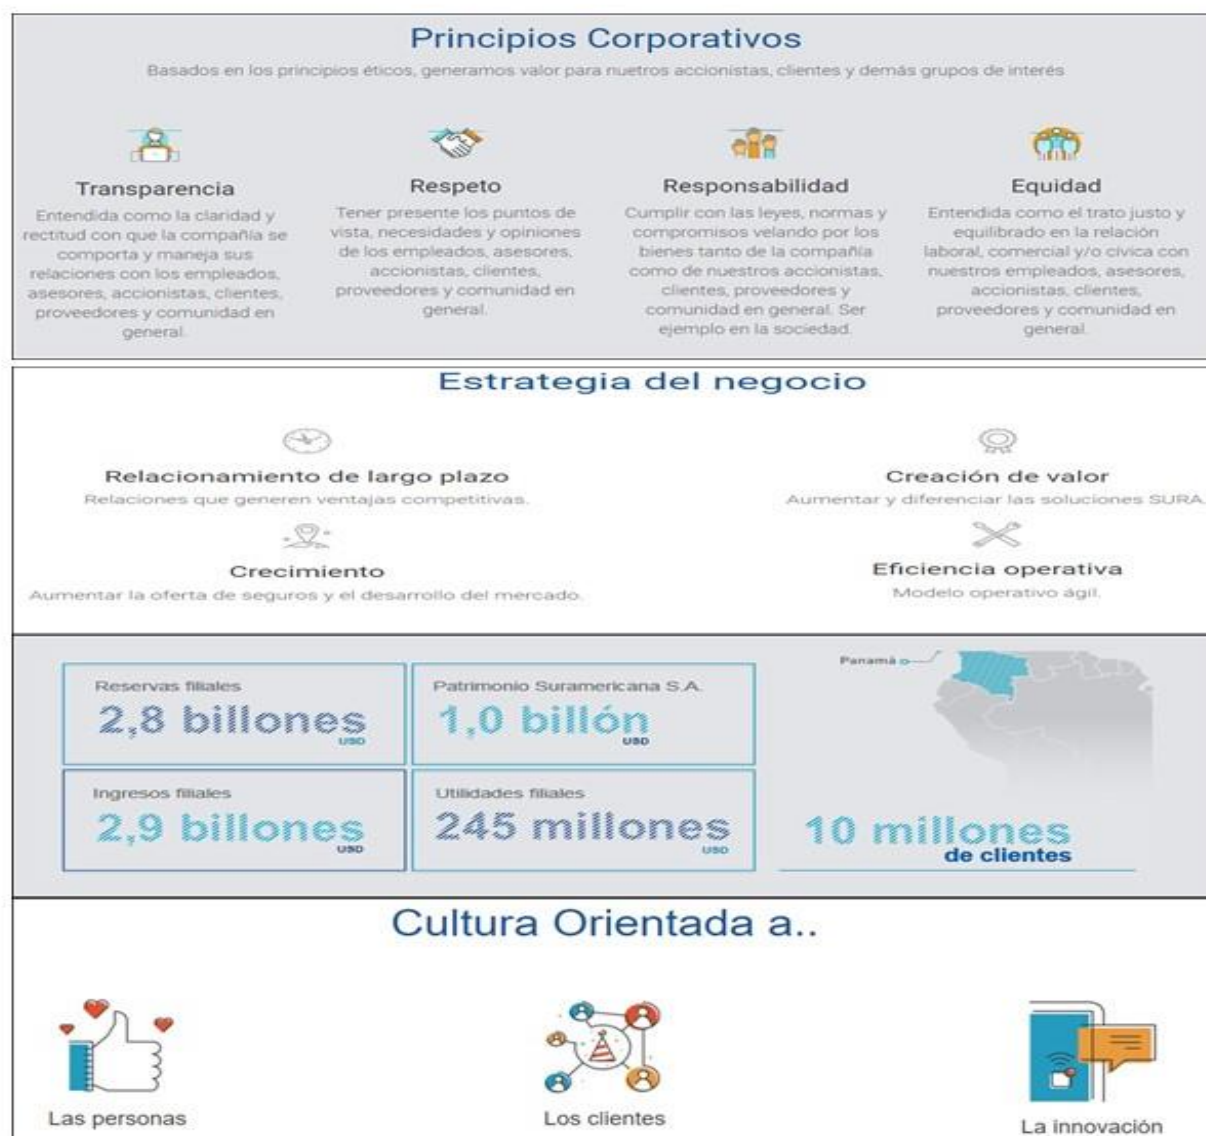 Principios Corporativos
Basados en los principios éticos, generamos valor para nuetros accionistas, clientes y demás grupos de interés
Transparencia
Entendida como la claridad y
rectitud con que la compañía se
comporta y maneja sus
relaciones con los empleados,
asesores, accionistas, clientes,
proveedores y comunidad en
general.
Respeto
Tener presente los puntos de
vista, necesidades y opiniones
de los empleados, asesores,
accionistas, clientes,
proveedores y comunidad en
general.
Responsabilidad
Cumplir con las leyes, normas y
compromisos velando por los
bienes tanto de la compañía
como de nuestros accionistas,
clientes, proveedores y
comunidad en general. Ser
ejemplo en la sociedad.
Equidad
Entendida como el trato justo y
equilibrado en la relación
laboral, comercial y/o cívica con
nuestros empleados, asesores,
accionistas, clientes,
proveedores y comunidad en
general.
Estrategia del negocio
Relacionamiento de largo plazo
Relaciones que generen ventajas competitivas.
Creación de valor
Aumentar y diferenciar las soluciones SURA.
Crecimiento
Aumentar la oferta de seguros y el desarrollo del mercado.
Eficiencia operativa
Modelo operativo ágil.
Reservas filiales
2,8 billones
USD
Patrimonio Suramericana S.A.
1,0 billón
USD
Ingresos filiales
2,9 billones
USD
Utilidades filiales
245 millones
USD
Panamá
10 millones
de clientes
Cultura Orientada a..
Las personas
Los clientes
La innovación